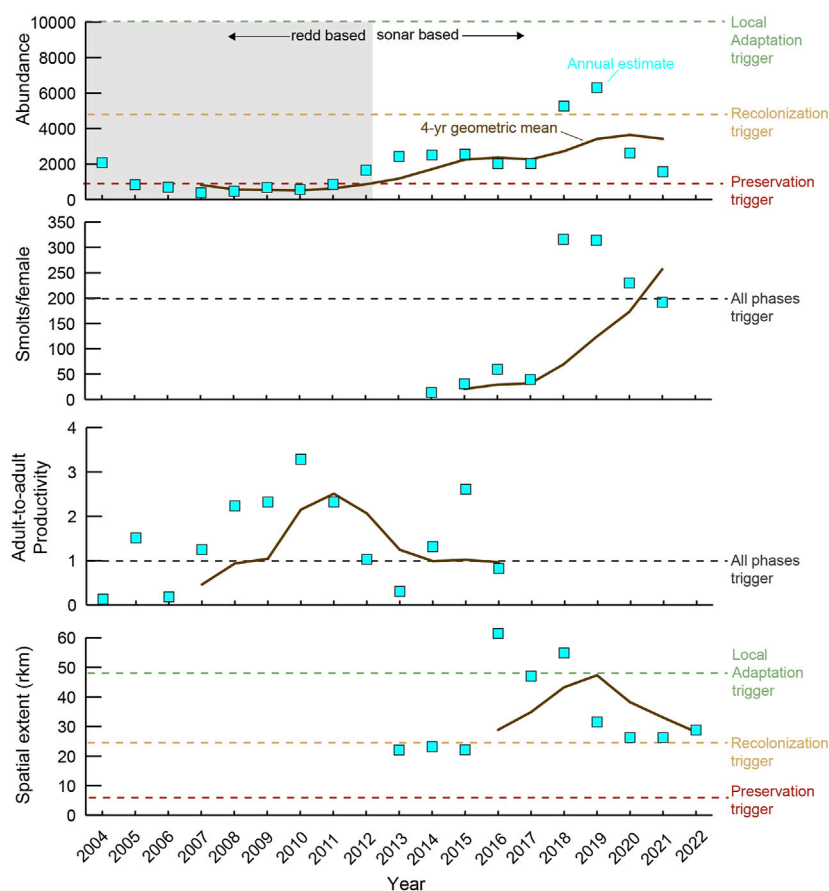 Local
Adaptation
trigger
10000
8000
6000
4000
2000
0
Abundance
redd based
sonar based
Annual estimate
4-yr geometric mean
Recolonization
trigger
Preservation
trigger
350
300
250
200
150
100
50
0
Smolts/female
All phases
trigger
4
3
2
1
0
Adult-to-adult
Productivity
All phases
trigger
60
50
40
30
20
10
0
Spatial extent (rkm)
Local
Adaptation
trigger
Recolonization
trigger
Preservation
trigger
2004
2005
2006
2007
2008
2009
2010
2011
2012
2013
2014
2015
2016
2017
2018
2019
2020
2021
2022
Year